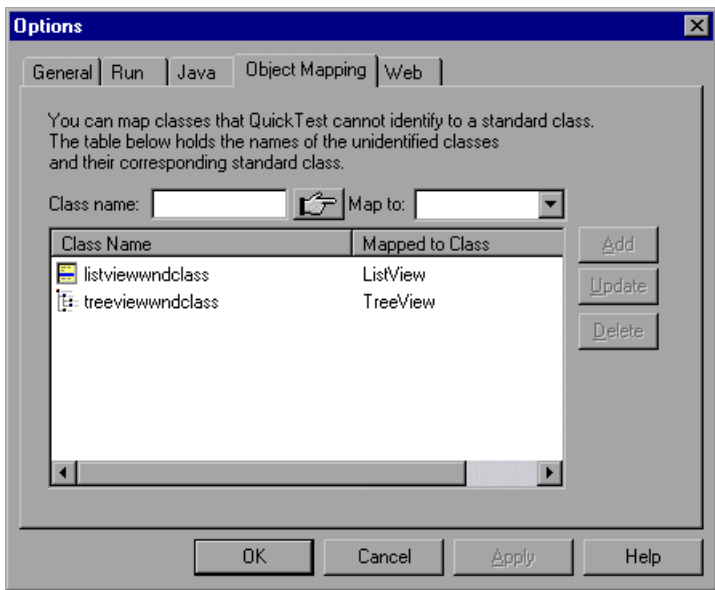 Options
General Run Java Object Mapping Web
You can map classes that QuickTest cannot identify to a standard class.
The table below holds the names of the unidentified classes
and their corresponding standard class.
Class name: Map to:
Class Name Mapped to Class Add
listviewwndclass ListView
treeviewwndclass TreeView
Update
Delete
OK Cancel Apply Help